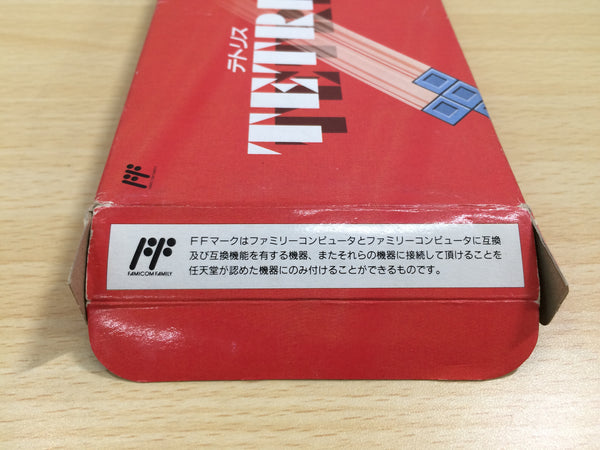 テトリス
TETRI
FF
FF
FAMICOM FAMILY
FFマークはファミリーコンピュータとファミリーコンピュータに互換
及び互換機能を有する機器、またそれらの機器に接続して頂けることを
任天堂が認めた機器にのみ付けることができるものです。